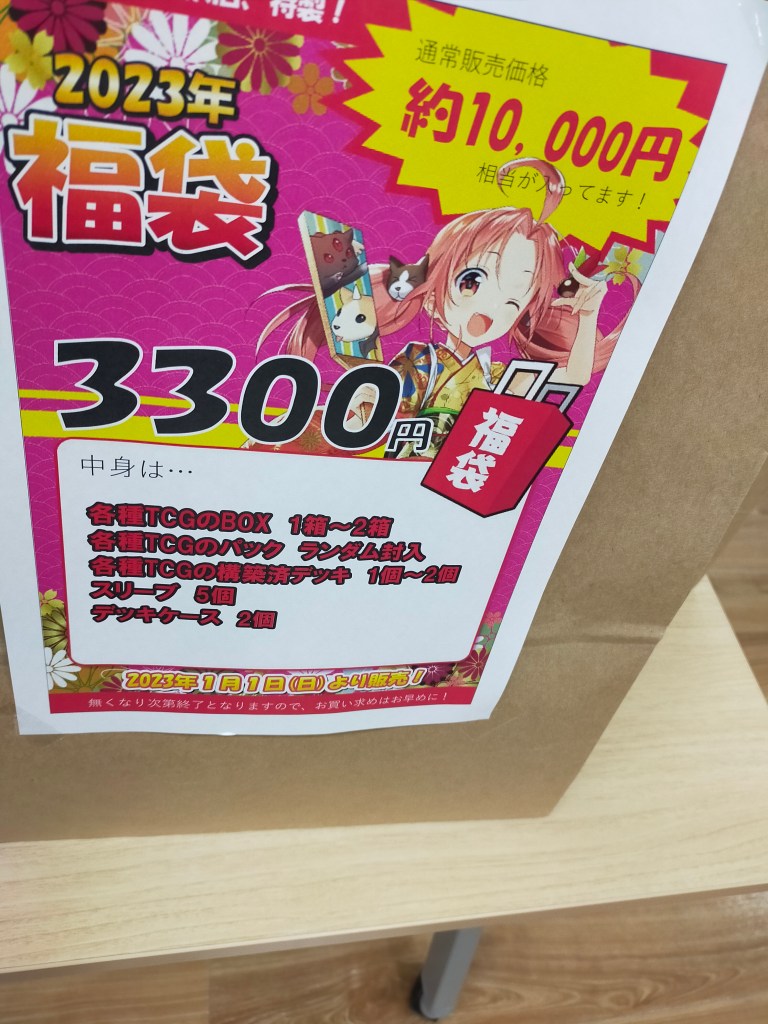 特製！
2023年
福袋
通常販売価格
約10,000円
相当が入ってます！
3300円
福袋
中身は…
各種TCGのBOX 1箱～2箱
各種TCGのパック ランダム封入
各種TCGの構築済デッキ 1個～2個
スリーブ 5個
デッキケース 2個
2023年1月1日(日)より販売！
無くなり次第終了となりますので、お買い求めはお早めに！